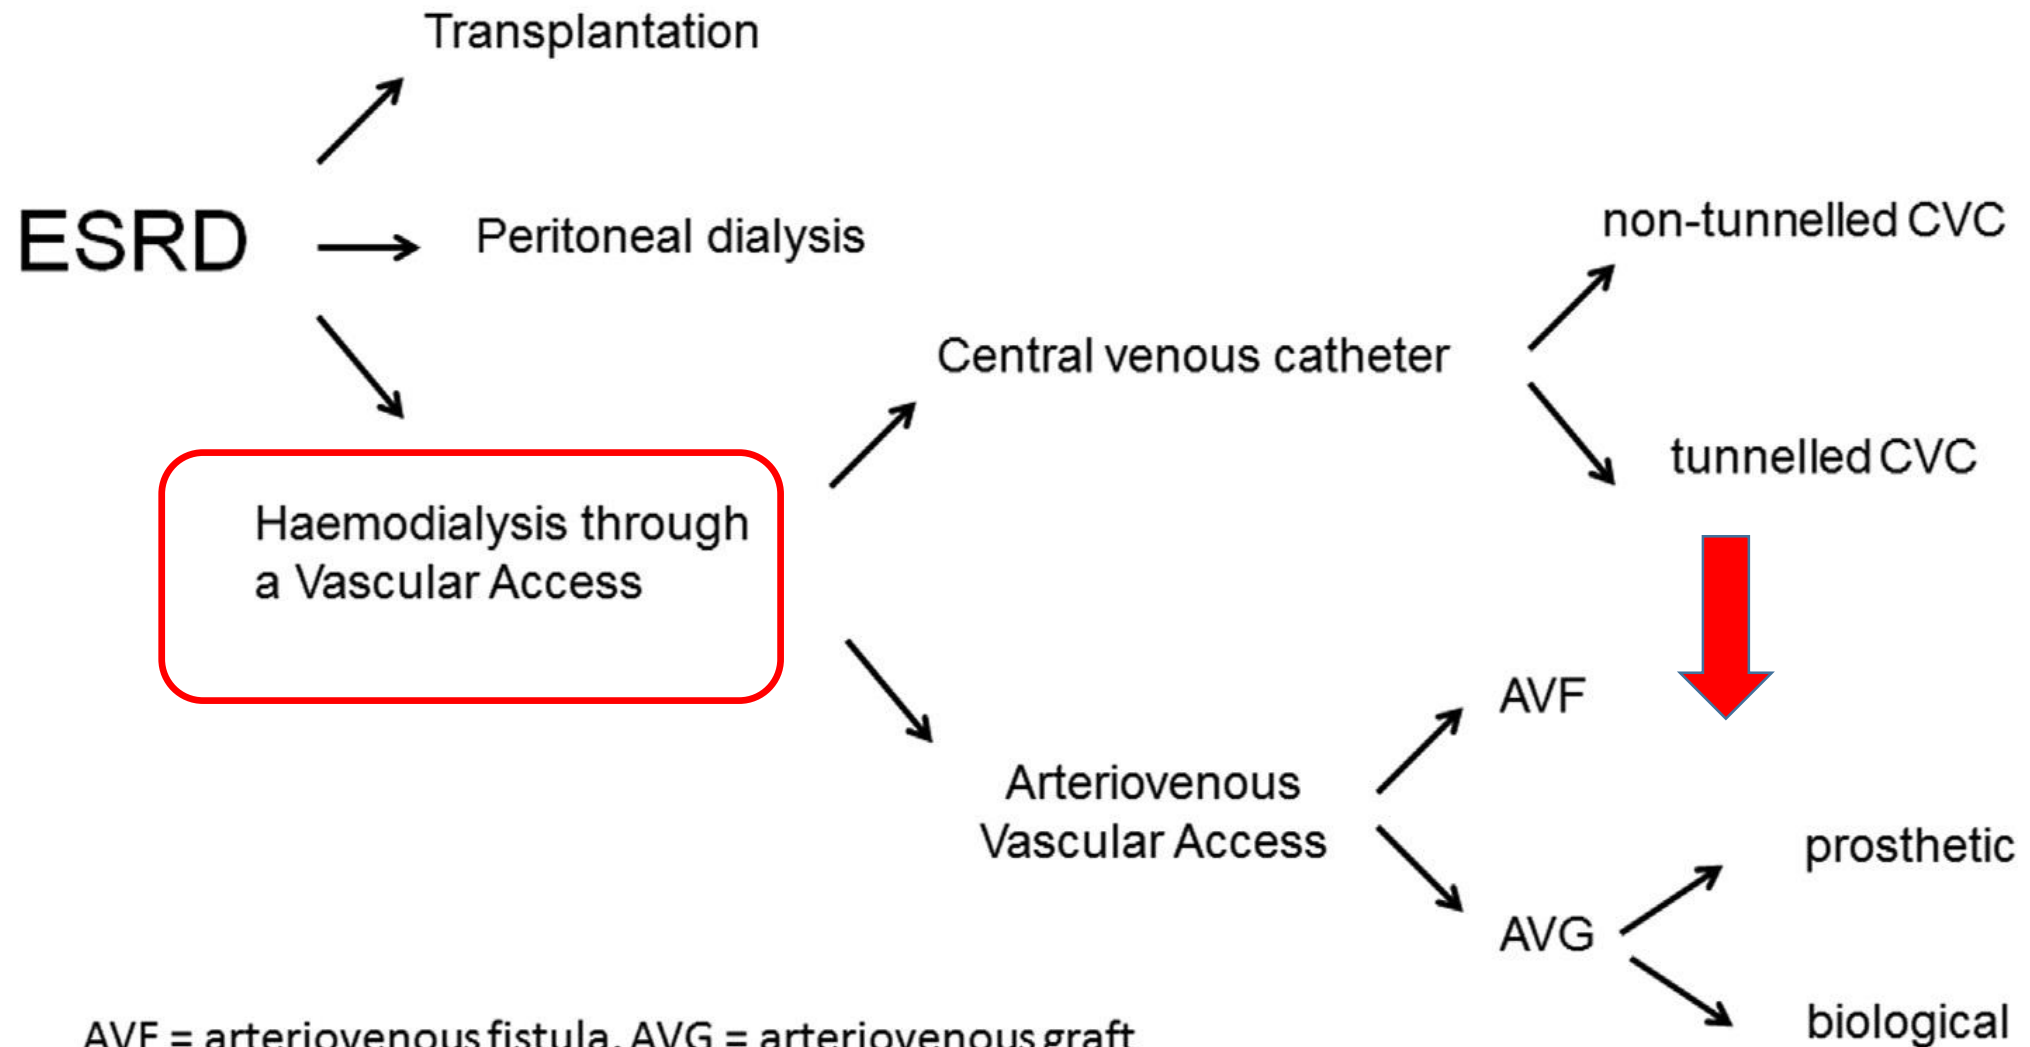 Transplantation
ESRD
Peritoneal dialysis
Haemodialysis through
a Vascular Access
Central venous catheter
non-tunnelled CVC
tunnelled CVC
Arteriovenous
Vascular Access
AVF
AVG
prosthetic
biological
AVF = arteriovenous fistula, AVG = arteriovenous graft